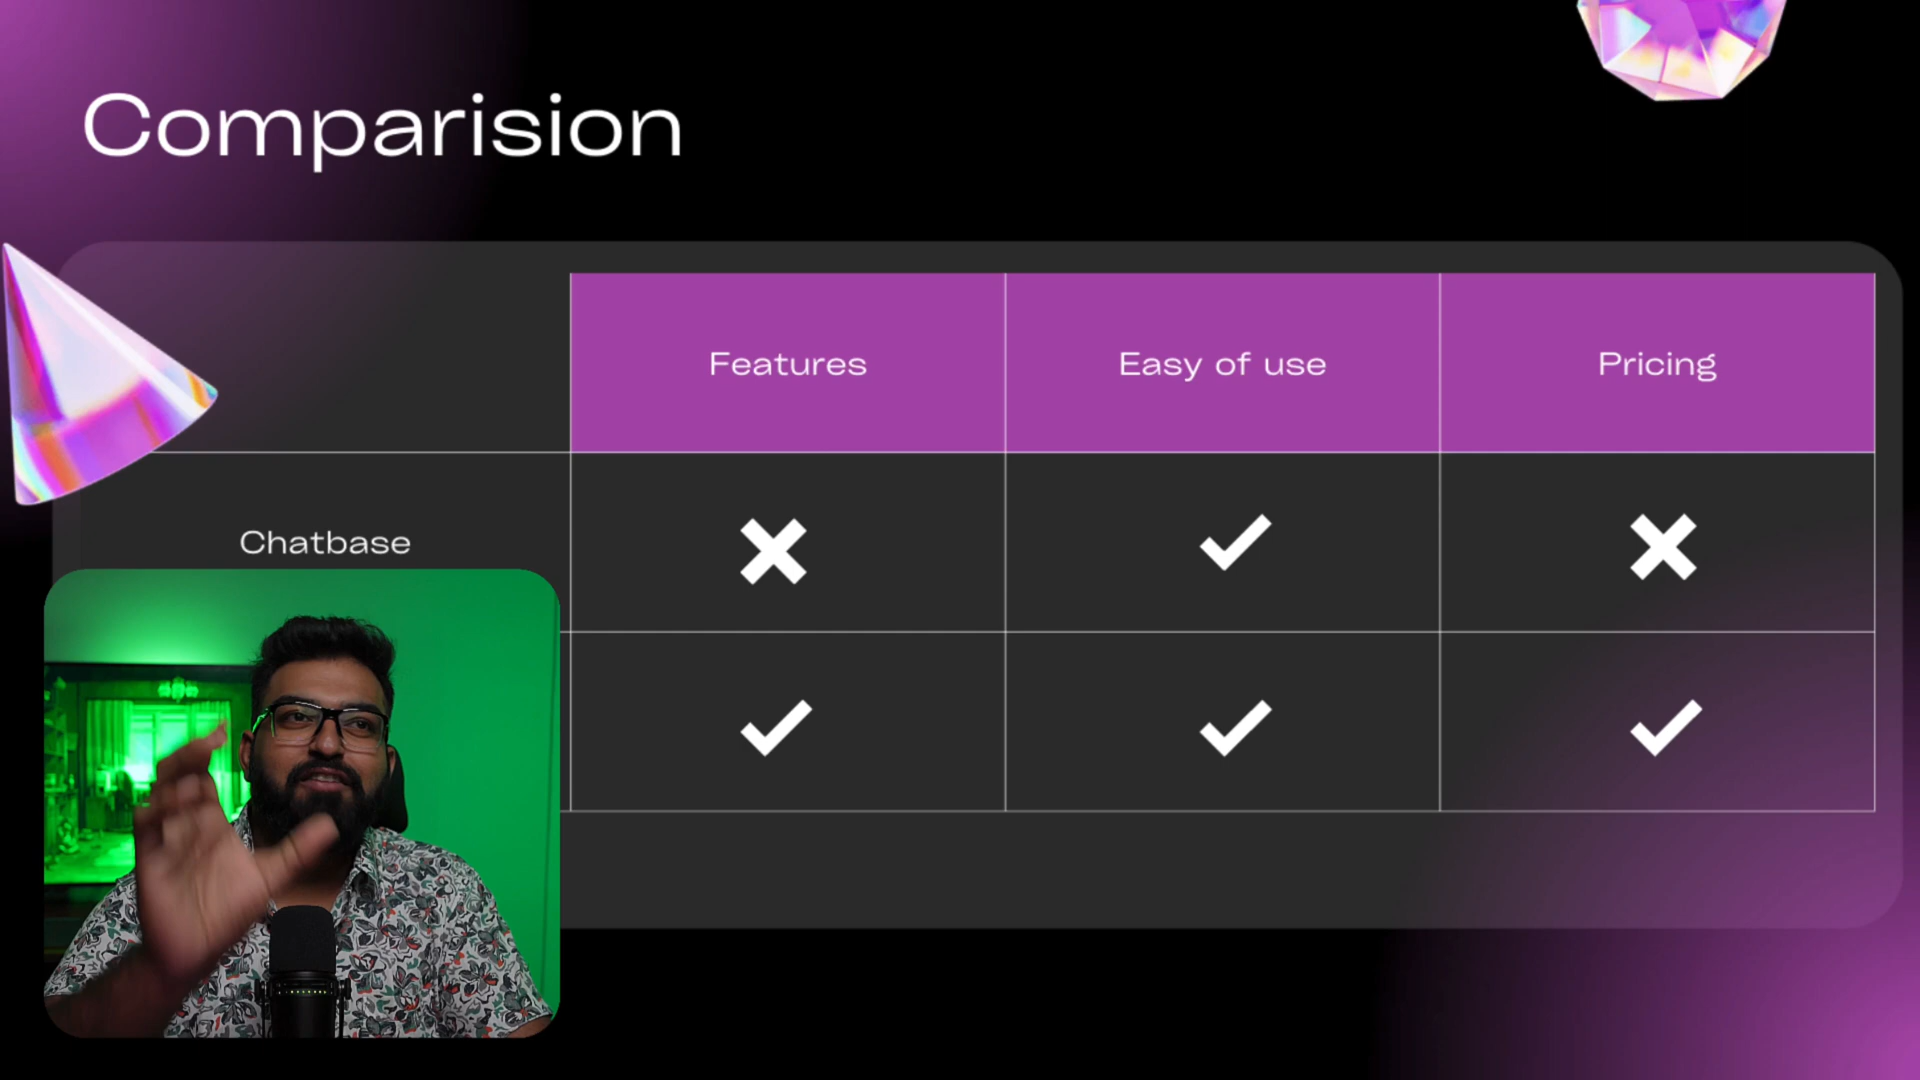 Comparision
Features
Easy of use
Pricing
Chatbase